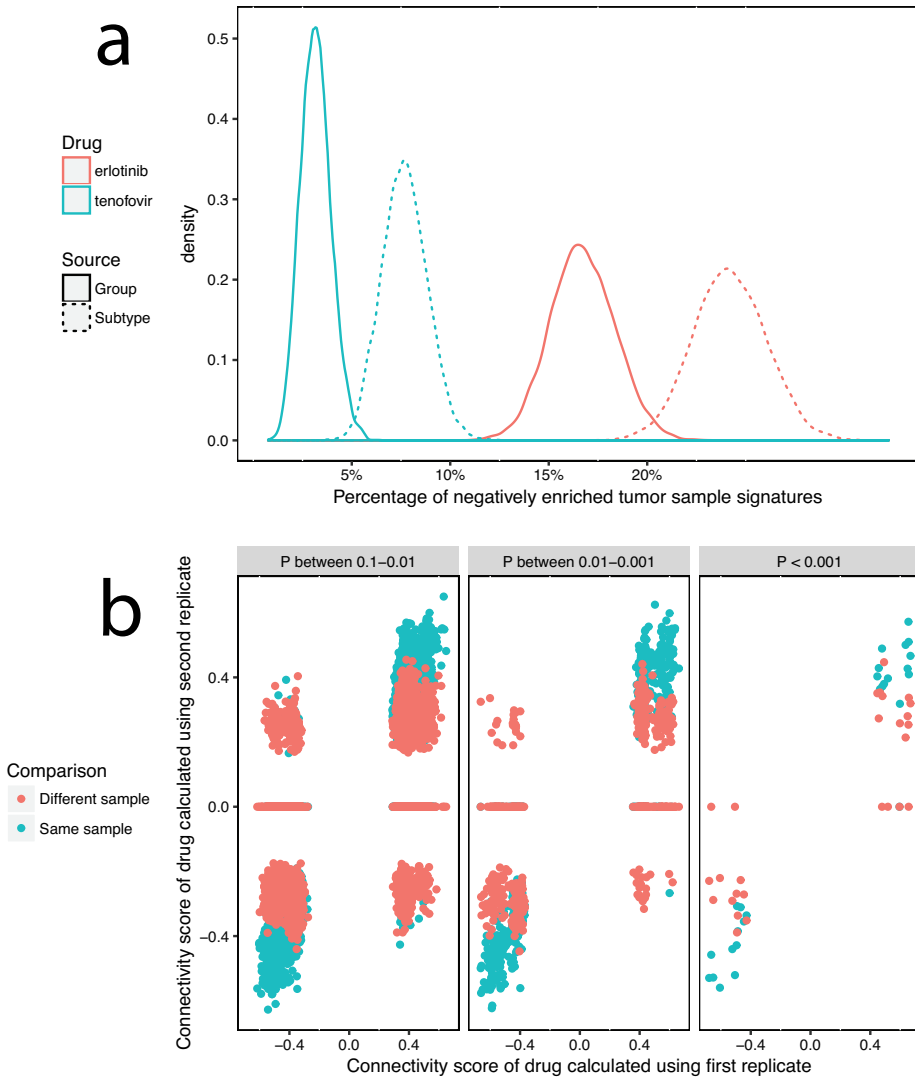 a
Drug
erlotinib
tenofovir
Source
Group
Subtype
density
0.5
0.4
0.3
0.2
0.1
0.0
5% 10% 15% 20%
Percentage of negatively enriched tumor sample signatures
b
P between 0.1–0.01 P between 0.01–0.001 P < 0.001
Connectivity score of drug calculated using second replicate
0.4
0.0
−0.4
Comparison
Different sample
Same sample
−0.4 0.0 0.4 −0.4 0.0 0.4 −0.4 0.0 0.4
Connectivity score of drug calculated using first replicate